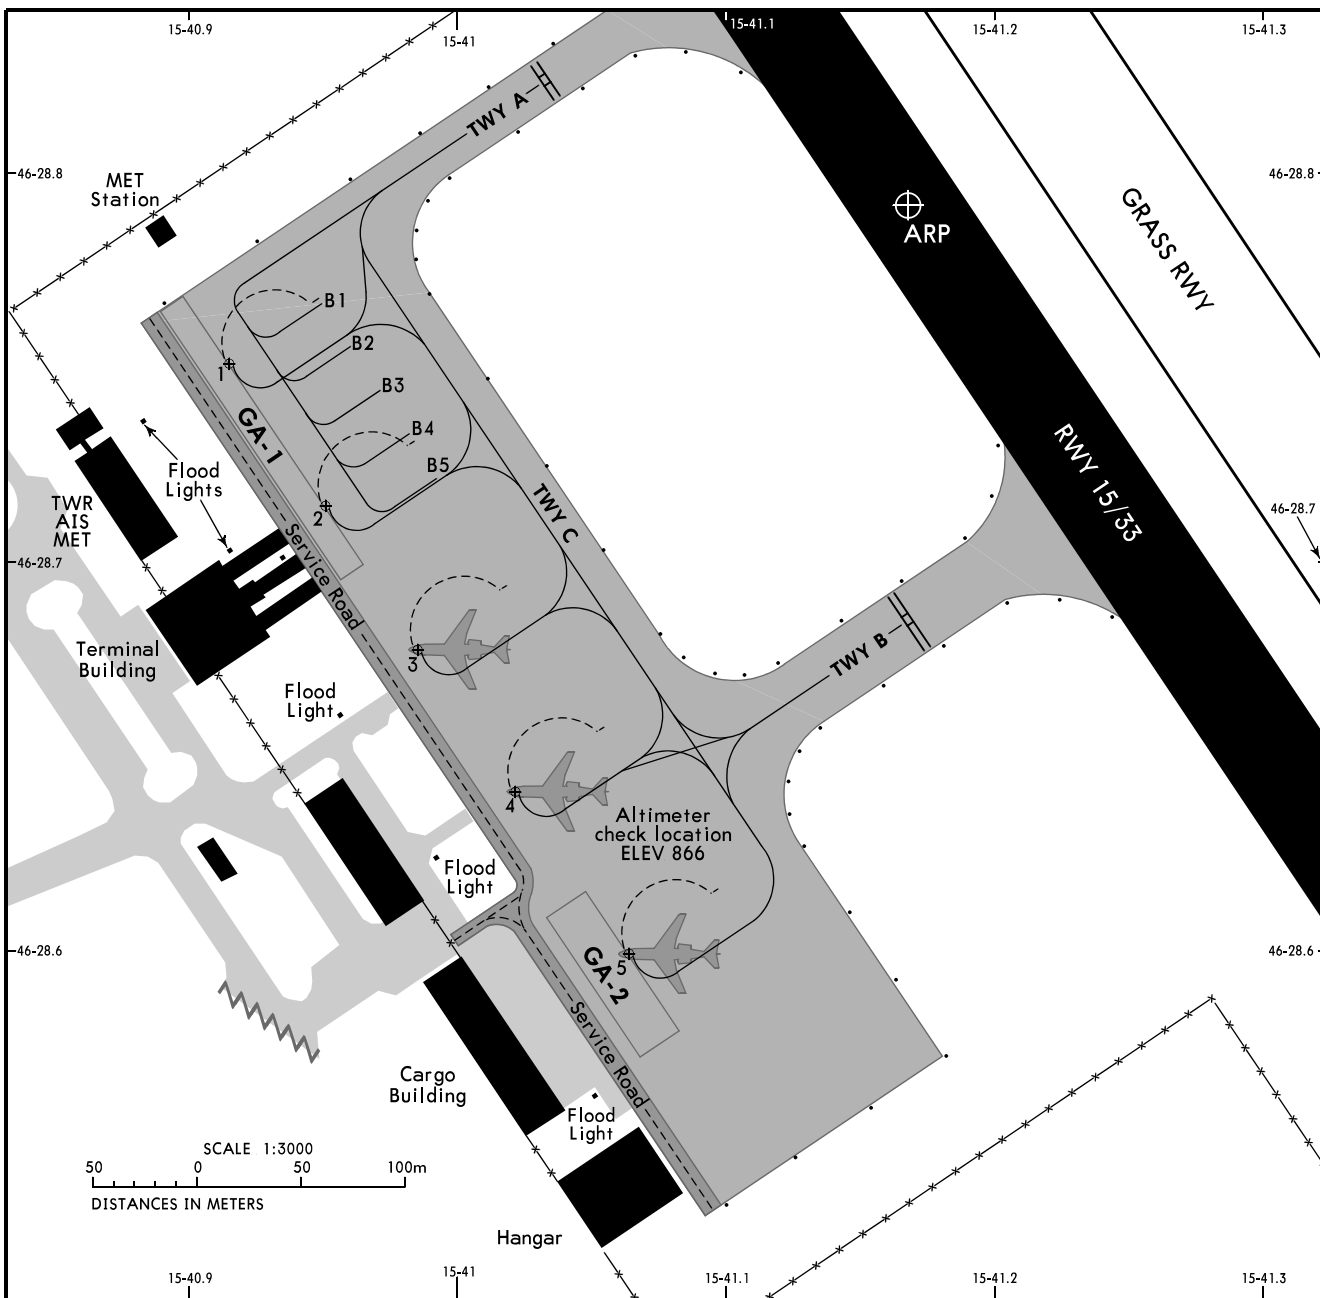 15-40.9
15-41
15-41.1
15-41.2
15-41.3
TWY A
46-28.8
46-28.8
MET
Station
GRASS RWY
ARP
B1
B2
1
B3
GA-1
B4
B5
Flood
Lights
RWY 15/33
TWR
AIS
MET
2
TWY C
46-28.7
46-28.7
Service Road
Terminal
Building
3
TWY B
Flood
Light
4
Altimeter
check location
ELEV 866
Flood
Light
46-28.6
46-28.6
5
GA-2
Service Road
Cargo
Building
Flood
Light
SCALE 1:3000
50
0
50
100m
DISTANCES IN METERS
Hangar
15-40.9
15-41
15-41.1
15-41.2
15-41.3